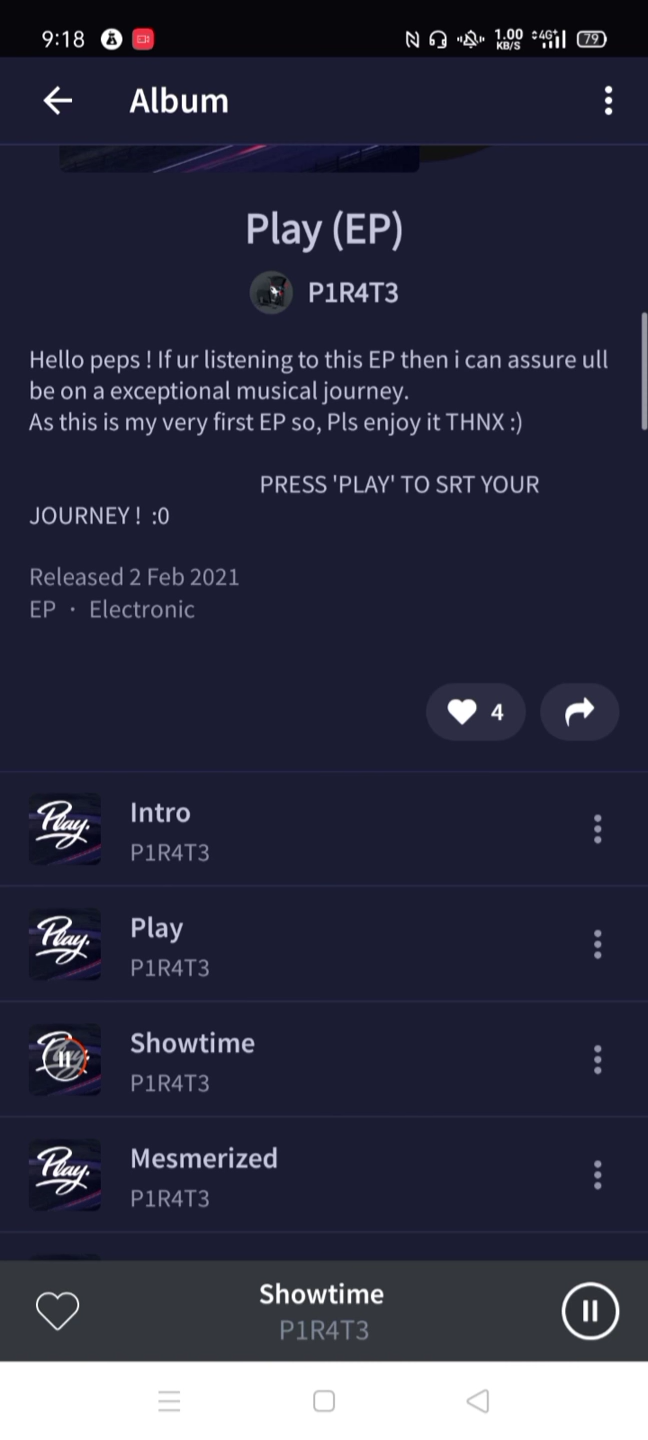 9:18
1.00
KB/S
4G+
79
Album
Play (EP)
P1R4T3
Hello peps ! If ur listening to this EP then i can assure ull
be on a exceptional musical journey.
As this is my very first EP so, Pls enjoy it THNX :)
PRESS 'PLAY' TO SRT YOUR
JOURNEY !  :0
Released 2 Feb 2021
EP · Electronic
4
Play.
Intro
P1R4T3
Play.
Play
P1R4T3
Play.
Showtime
P1R4T3
Play.
Mesmerized
P1R4T3
Showtime
P1R4T3